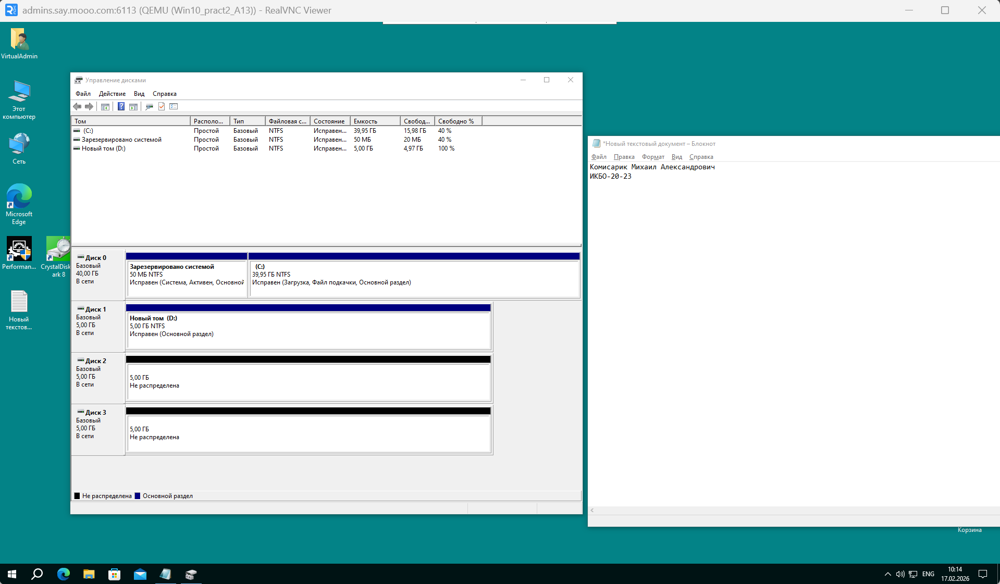 admins.say.mooo.com:6113 (QEMU (Win10_pract2_A13)) - RealVNC Viewer
VirtualAdmin
Этот
компьютер
Сеть
Microsoft
Edge
Performan...
CrystalDisk
ark 8
Новый
текстов...
Управление дисками
Файл Действие Вид Справка
Том Располо... Тип Файловая с... Состояние Емкость Свобод... Свободно %
(C:) Простой Базовый NTFS Исправен... 39,95 ГБ 15,98 ГБ 40 %
Зарезервировано системой Простой Базовый NTFS Исправен... 50 МБ 20 МБ 40 %
Новый том (D:) Простой Базовый NTFS Исправен... 5,00 ГБ 4,97 ГБ 100 %
Диск 0
Базовый
40,00 ГБ
В сети
Зарезервировано системой
50 МБ NTFS
Исправен (Система, Активен, Основной
(C:)
39,95 ГБ NTFS
Исправен (Загрузка, Файл подкачки, Основной раздел)
Диск 1
Базовый
5,00 ГБ
В сети
Новый том (D:)
5,00 ГБ NTFS
Исправен (Основной раздел)
Диск 2
Базовый
5,00 ГБ
В сети
5,00 ГБ
Не распределена
Диск 3
Базовый
5,00 ГБ
В сети
5,00 ГБ
Не распределена
Не распределена Основной раздел
*Новый текстовый документ – Блокнот
Файл Правка Формат Вид Справка
Комисарик Михаил Александрович
ИКБО-20-23
Корзина
ENG
10:14
17.02.2026